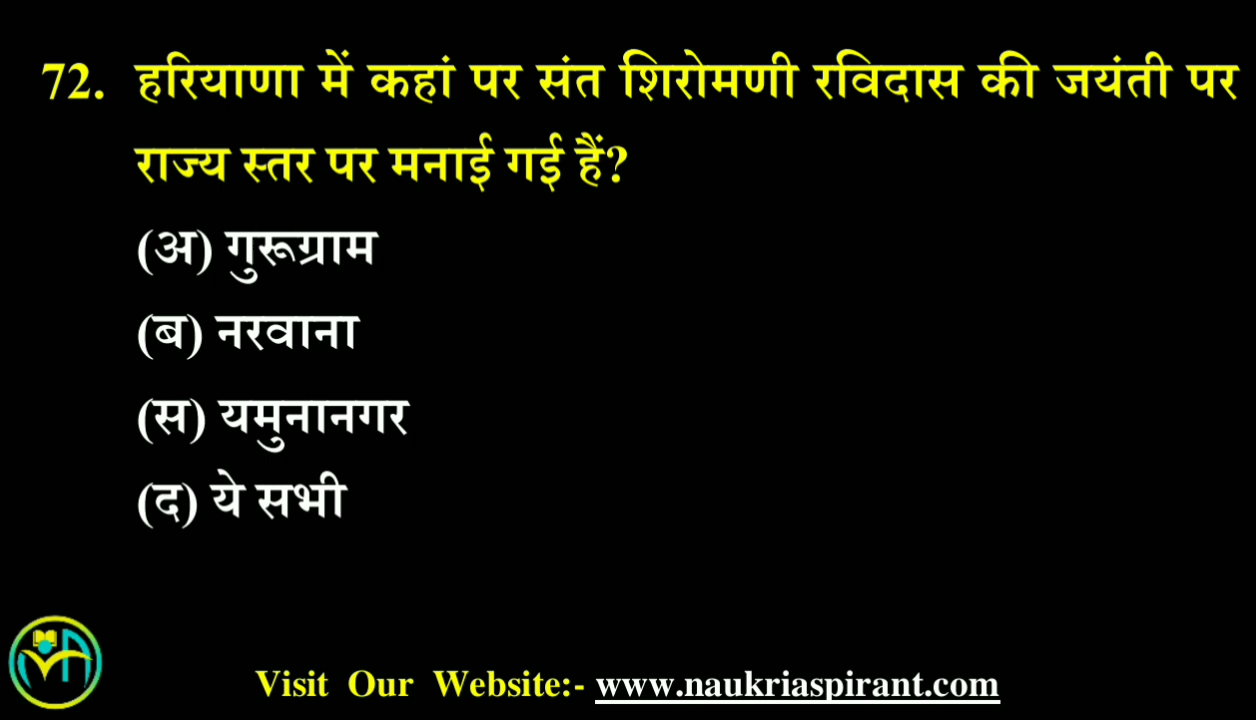 72. हरियाणा में कहां पर संत शिरोमणी रविदास की जयंती पर
राज्य स्तर पर मनाई गई हैं?
(अ) गुरूग्राम
(ब) नरवाना
(स) यमुनानगर
(द) ये सभी
Visit Our Website:- www.naukriaspirant.com